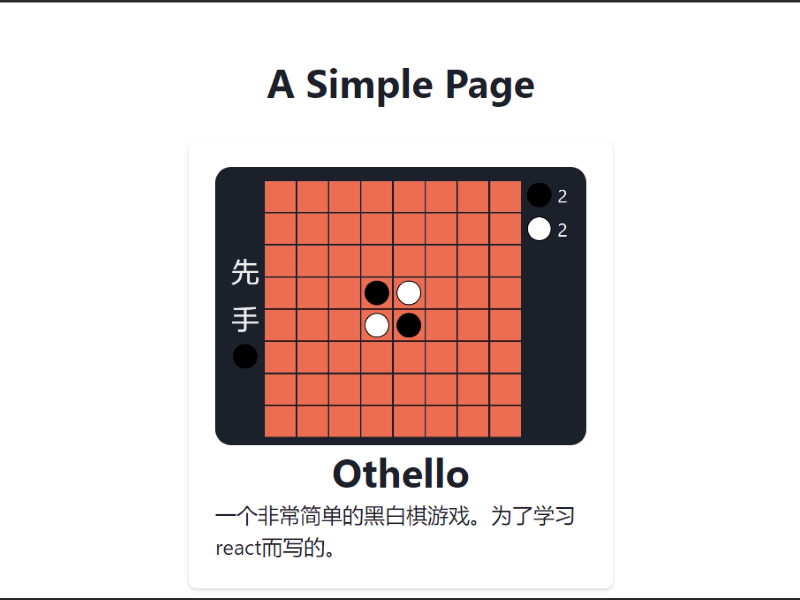 A Simple Page
2
2
先
手
Othello
一个非常简单的黑白棋游戏。为了学习
react而写的。